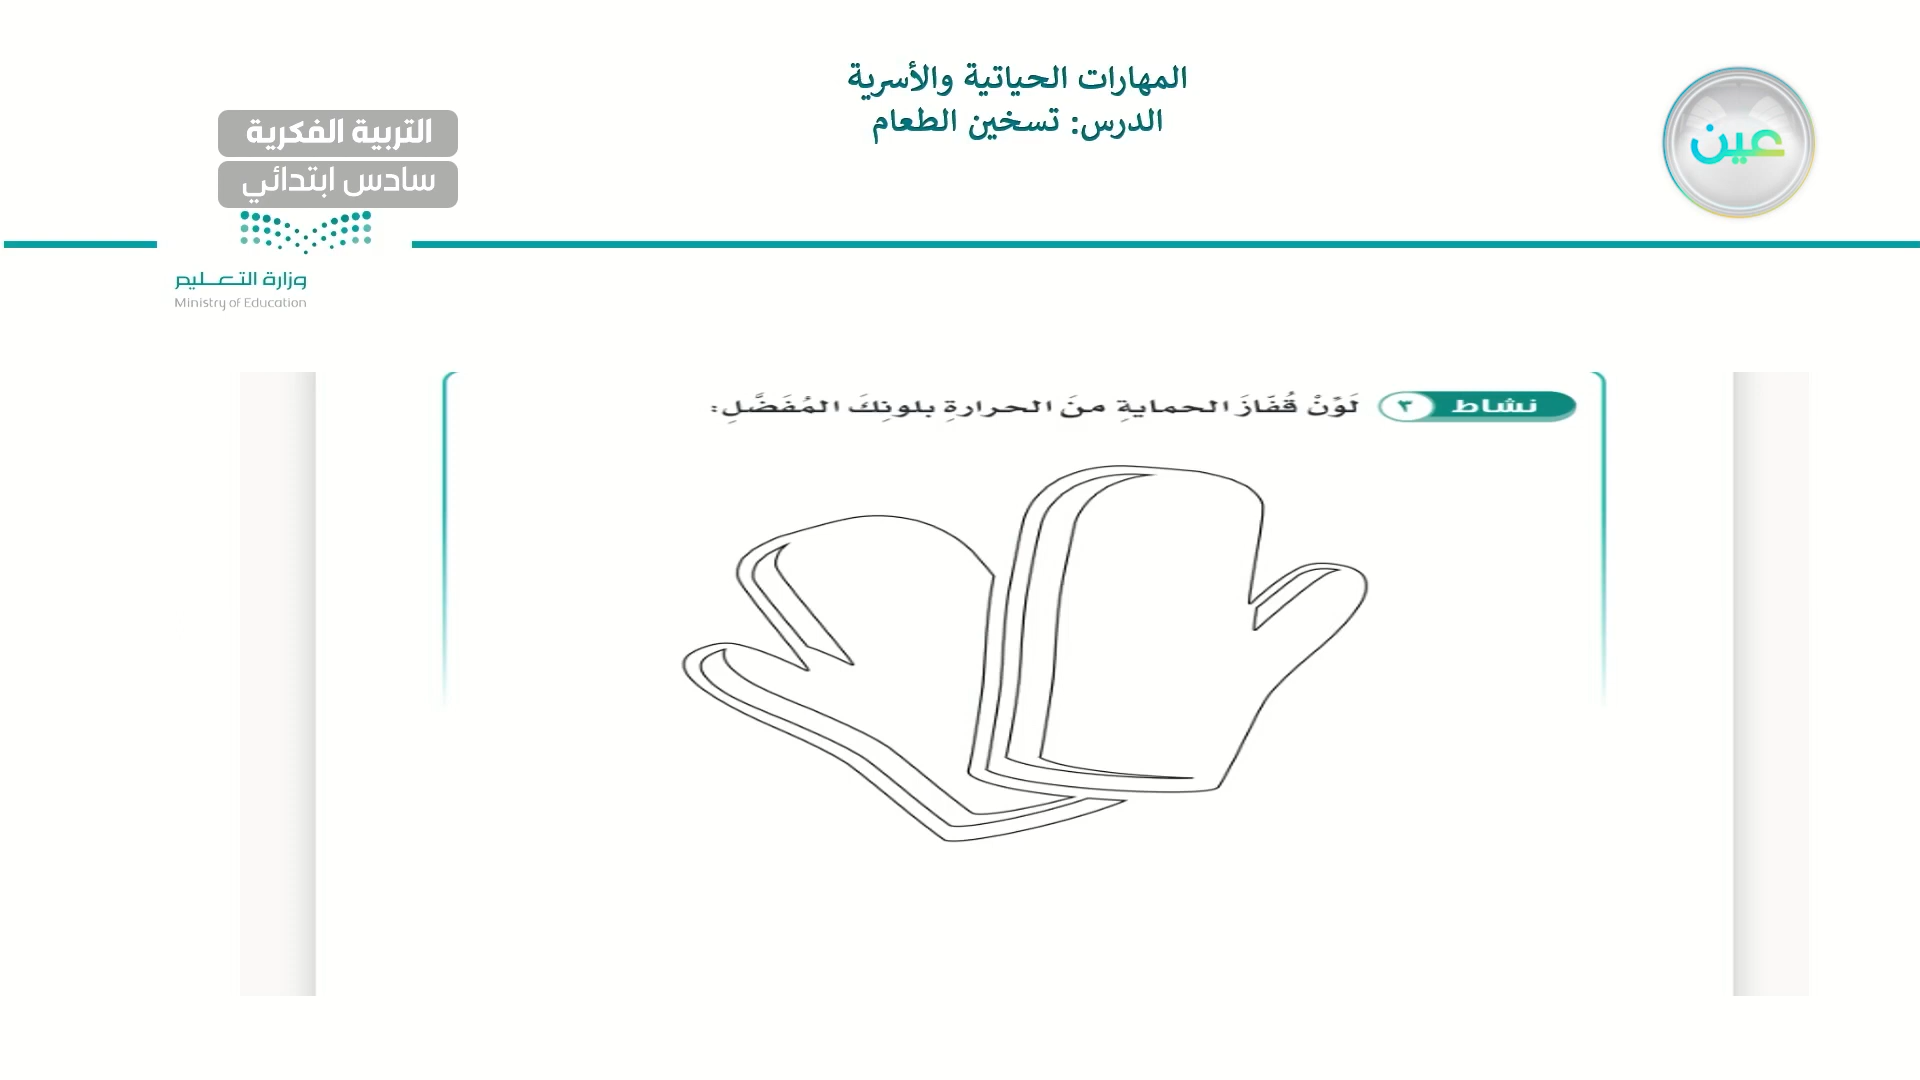 المهارات الحياتية والأسرية
الدرس: تسخين الطعام
عين
التربية الفكرية
سادس ابتدائي
وزارة التعليم
Ministry of Education
نشاط ٣ لَوِّنْ قُفَازَ الحمايةِ منَ الحرارةِ بلونِكَ المُفَضَّلِ: